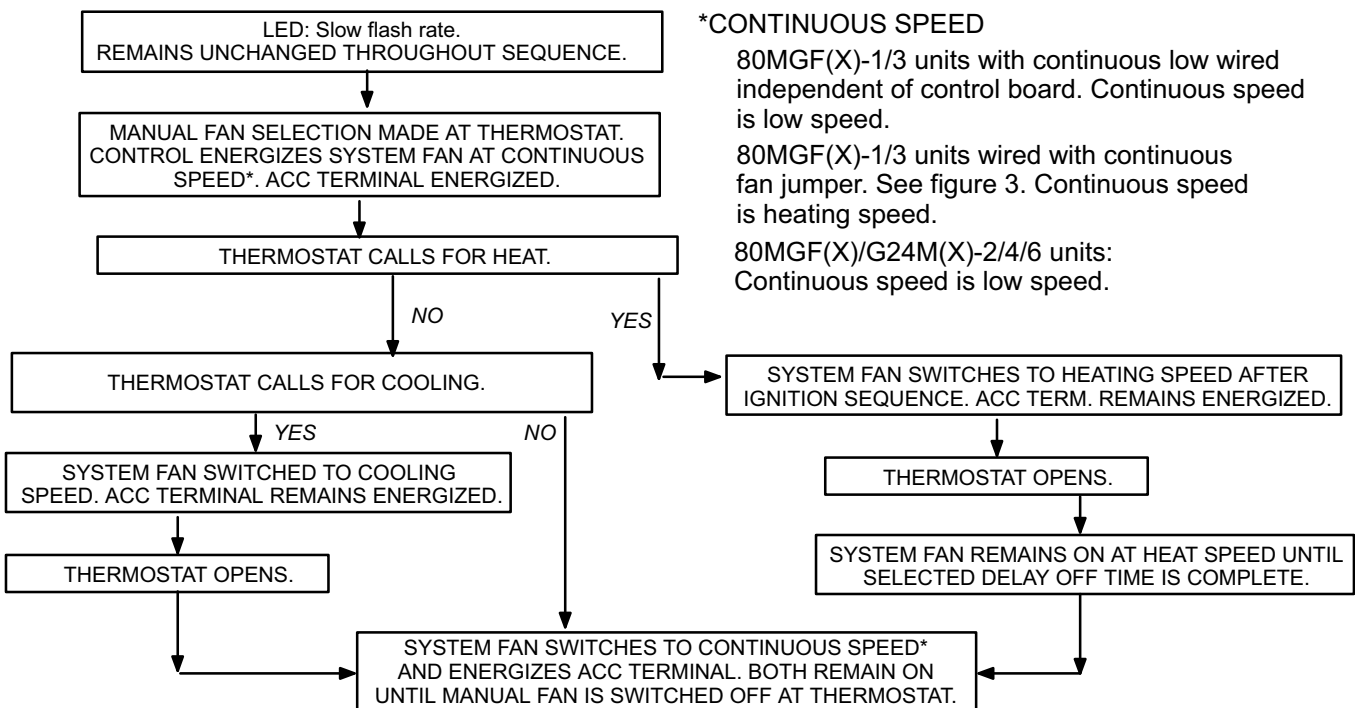 LED: Slow flash rate.
REMAINS UNCHANGED THROUGHOUT SEQUENCE.
MANUAL FAN SELECTION MADE AT THERMOSTAT.
CONTROL ENERGIZES SYSTEM FAN AT CONTINUOUS
SPEED*. ACC TERMINAL ENERGIZED.
*CONTINUOUS SPEED
80MGF(X)-1/3 units with continuous low wired
independent of control board. Continuous speed
is low speed.
80MGF(X)-1/3 units wired with continuous
fan jumper. See figure 3. Continuous speed
is heating speed.
80MGF(X)/G24M(X)-2/4/6 units:
Continuous speed is low speed.
THERMOSTAT CALLS FOR HEAT.
NO
YES
THERMOSTAT CALLS FOR COOLING.
YES
NO
SYSTEM FAN SWITCHED TO COOLING
SPEED. ACC TERMINAL REMAINS ENERGIZED.
THERMOSTAT OPENS.
SYSTEM FAN SWITCHES TO HEATING SPEED AFTER
IGNITION SEQUENCE. ACC TERM. REMAINS ENERGIZED.
THERMOSTAT OPENS.
SYSTEM FAN REMAINS ON AT HEAT SPEED UNTIL
SELECTED DELAY OFF TIME IS COMPLETE.
SYSTEM FAN SWITCHES TO CONTINUOUS SPEED*
AND ENERGIZES ACC TERMINAL. BOTH REMAIN ON
UNTIL MANUAL FAN IS SWITCHED OFF AT THERMOSTAT.